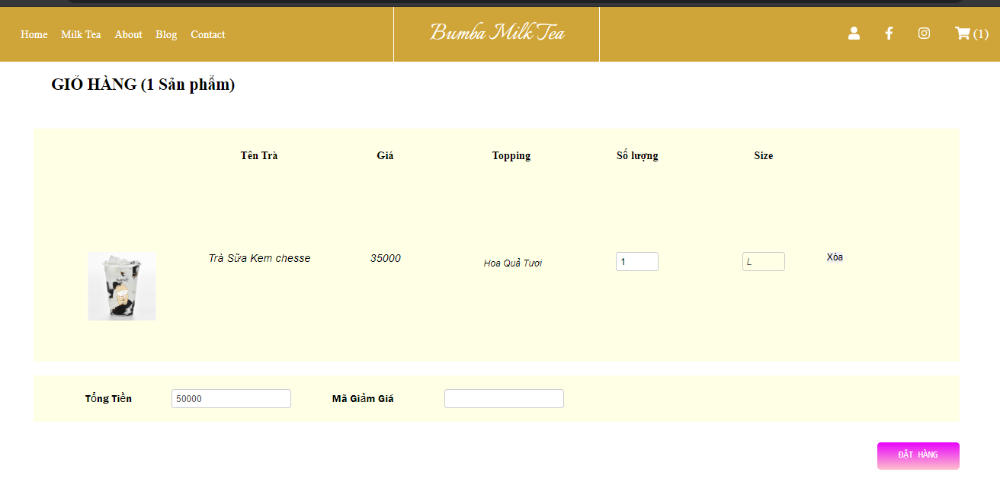 Home Milk Tea About Blog Contact Bumba Milk Tea (1)
GIỎ HÀNG (1 Sản phẩm)
Tên Trà Giá Topping Số lượng Size
Trà Sữa Kem chesse 35000 Hoa Quả Tươi 1 L Xóa
Tổng Tiền 50000 Mã Giảm Giá
ĐẶT HÀNG